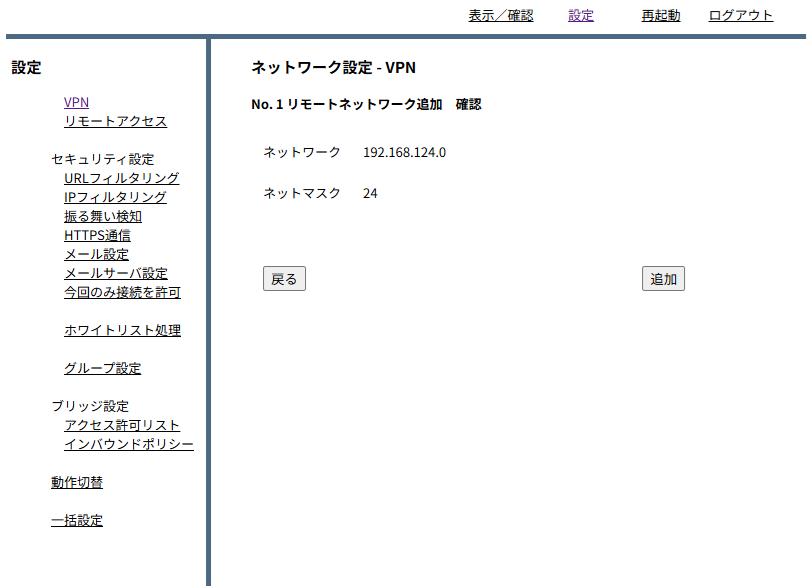 表示／確認 設定 再起動 ログアウト
設定
VPN
リモートアクセス
セキュリティ設定
URLフィルタリング
IPフィルタリング
振る舞い検知
HTTPS通信
メール設定
メールサーバ設定
今回のみ接続を許可
ホワイトリスト処理
グループ設定
ブリッジ設定
アクセス許可リスト
インバウンドポリシー
動作切替
一括設定
ネットワーク設定 - VPN
No. 1 リモートネットワーク追加　確認
ネットワーク 192.168.124.0
ネットマスク 24
戻る 追加